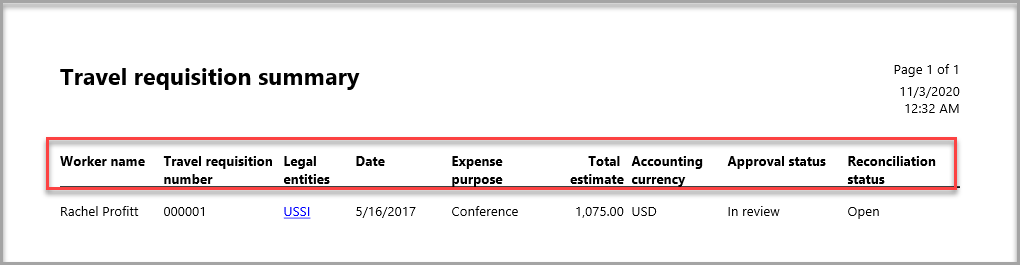 Travel requisition summary
Page 1 of 1
11/3/2020
12:32 AM
Worker name Travel requisition Legal Date Expense Total Accounting Approval status Reconciliation
number entities purpose estimate currency status
Rachel Profitt 000001 USSI 5/16/2017 Conference 1,075.00 USD In review Open